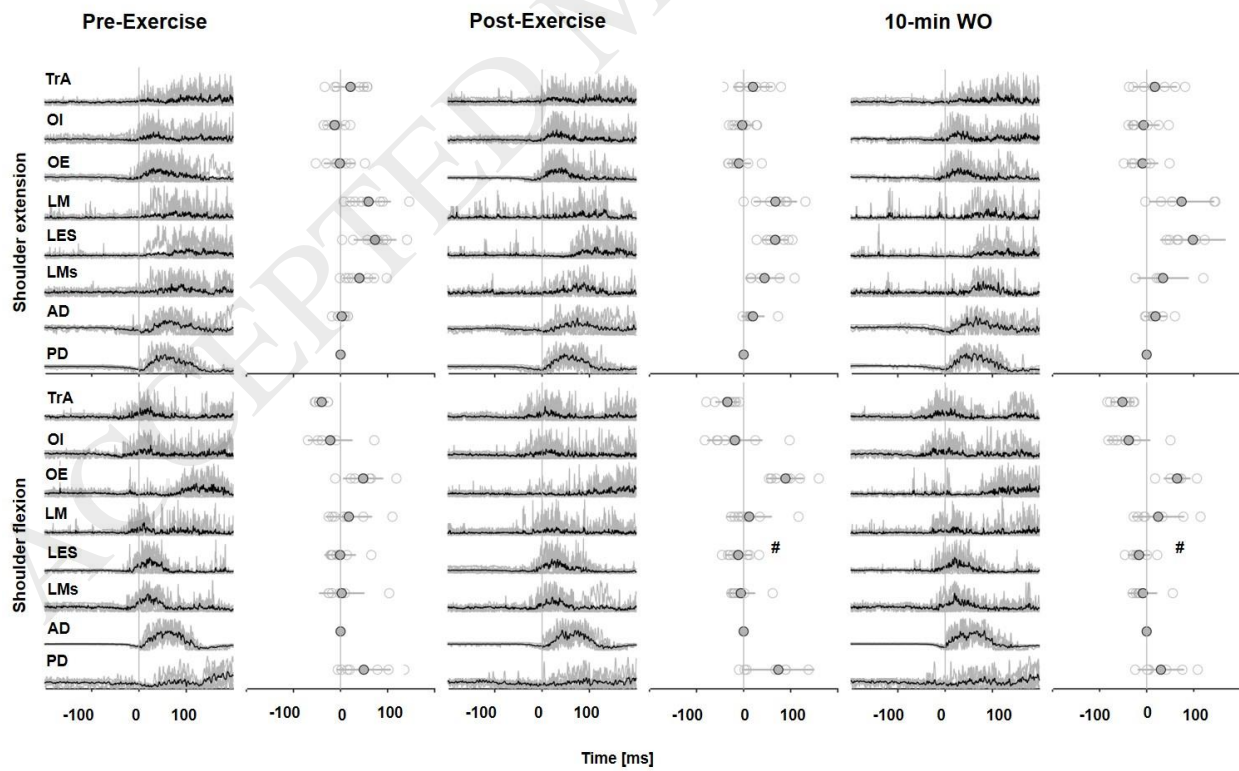 Pre-Exercise Post-Exercise 10-min WO
Shoulder extension
TrA
OI
OE
LM
LES
LMs
AD
PD
Shoulder flexion
TrA
OI
OE
LM
LES # #
LMs
AD
PD
-100 0 100 -100 0 100 -100 0 100 -100 0 100 -100 0 100 -100 0 100
Time [ms]
ACCEPTED M